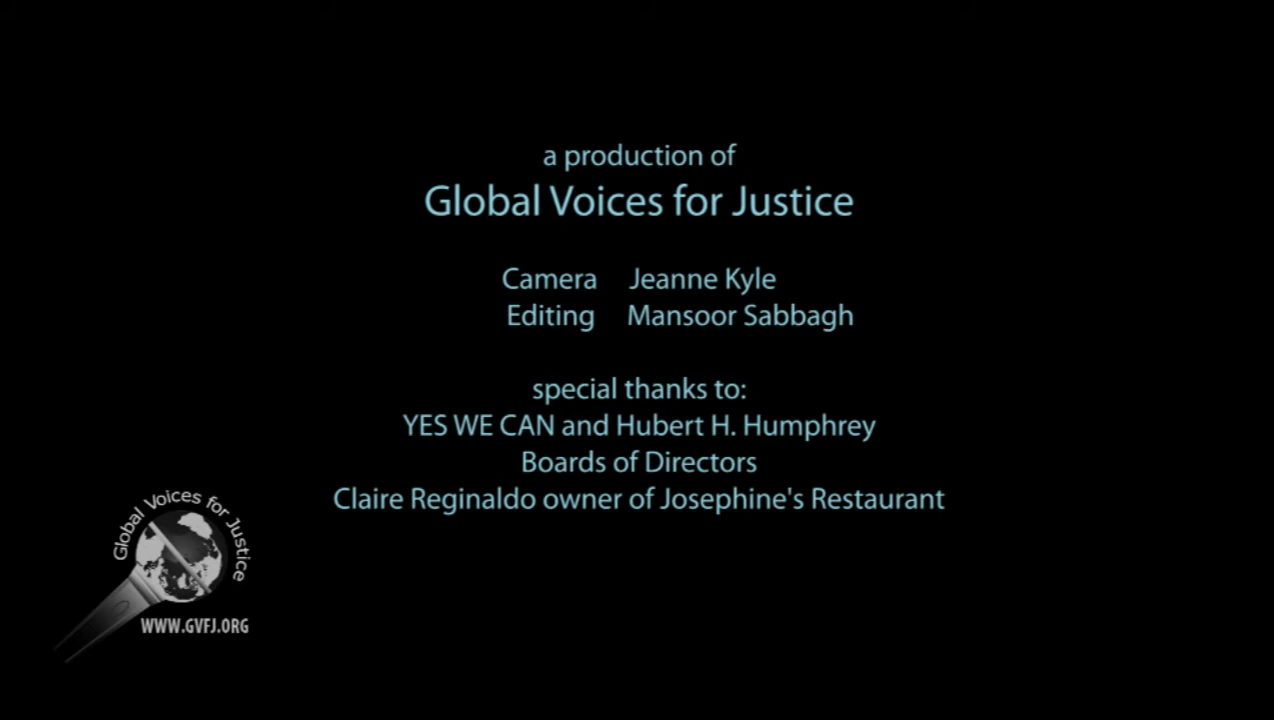 a production of
Global Voices for Justice
Camera Jeanne Kyle
Editing Mansoor Sabbagh
special thanks to:
YES WE CAN and Hubert H. Humphrey
Boards of Directors
Claire Reginaldo owner of Josephine's Restaurant
Global Voices for Justice
WWW.GVFJ.ORG